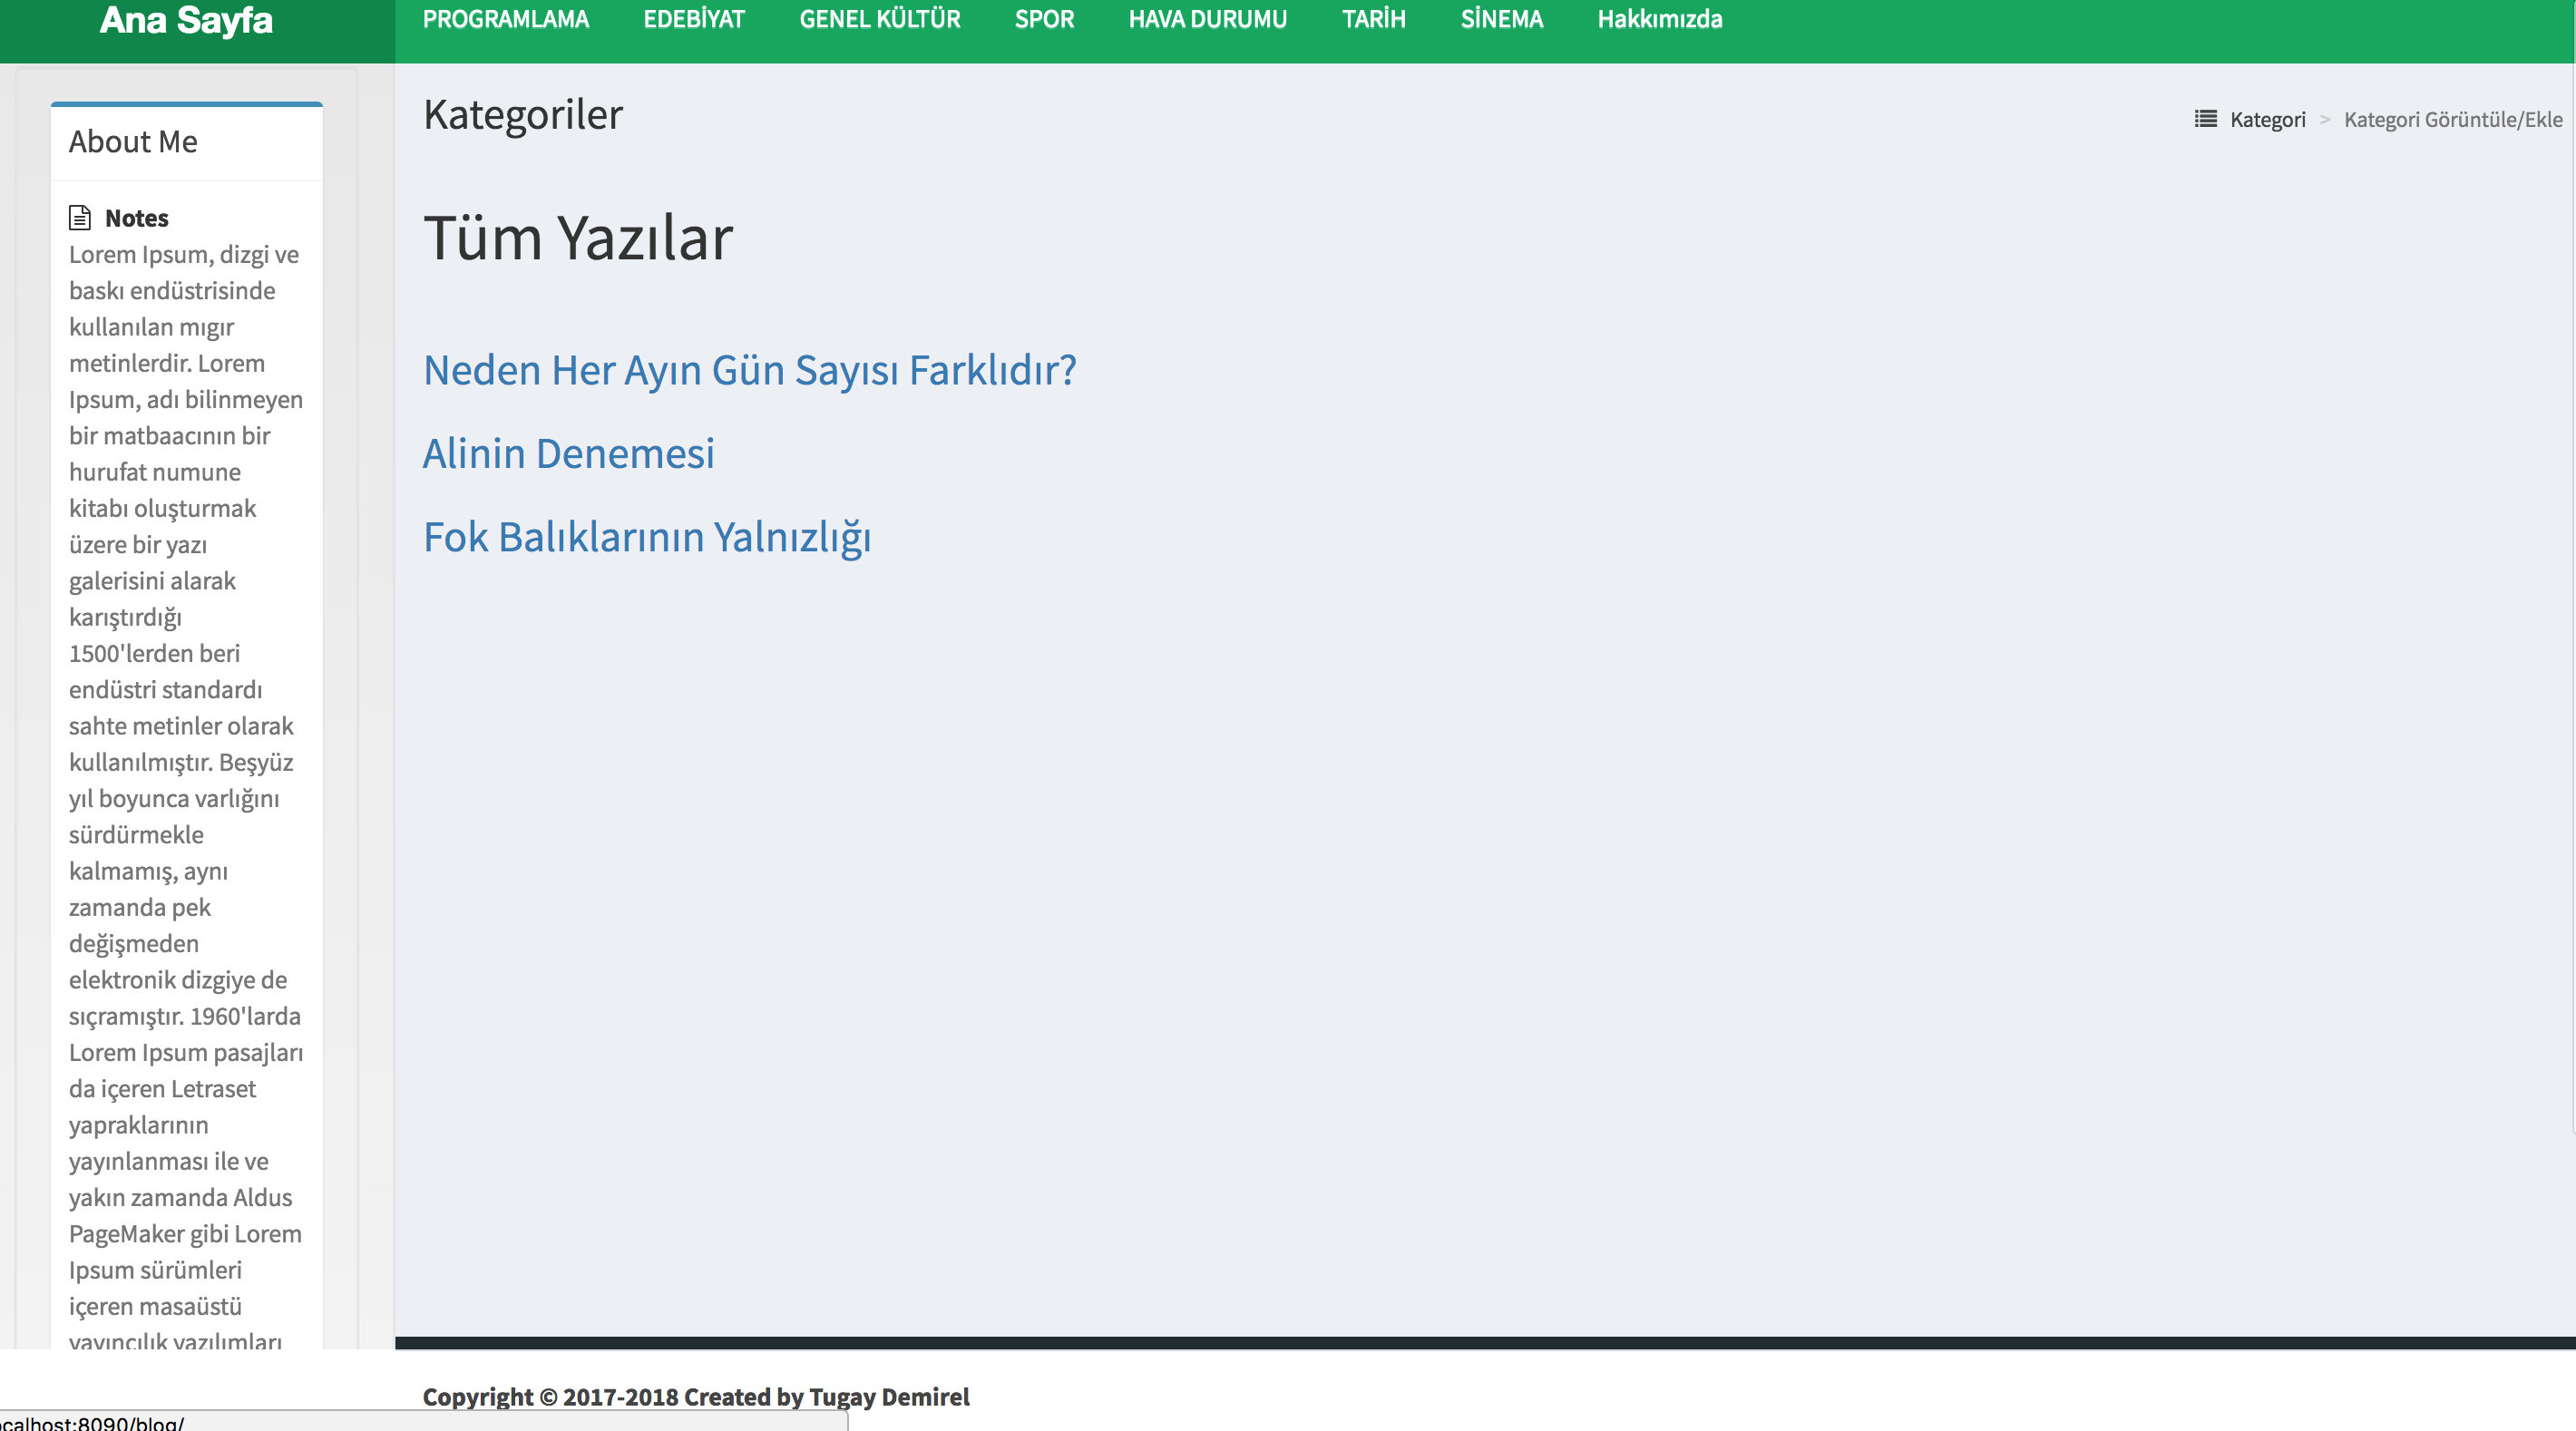 Ana Sayfa
PROGRAMLAMA EDEBİYAT GENEL KÜLTÜR SPOR HAVA DURUMU TARİH SİNEMA Hakkımızda
Kategoriler
Kategori > Kategori Görüntüle/Ekle
About Me
Notes
Lorem Ipsum, dizgi ve
baskı endüstrisinde
kullanılan mıgır
metinlerdir. Lorem
Ipsum, adı bilinmeyen
bir matbaacının bir
hurufat numune
kitabı oluşturmak
üzere bir yazı
galerisini alarak
karıştırdığı
1500'lerden beri
endüstri standardı
sahte metinler olarak
kullanılmıştır. Beşyüz
yıl boyunca varlığını
sürdürmekle
kalmamış, aynı
zamanda pek
değişmeden
elektronik dizgiye de
sıçramıştır. 1960'larda
Lorem Ipsum pasajları
da içeren Letraset
yapraklarının
yayınlanması ile ve
yakın zamanda Aldus
PageMaker gibi Lorem
Ipsum sürümleri
içeren masaüstü
yayıncılık yazılımları
Tüm Yazılar
Neden Her Ayın Gün Sayısı Farklıdır?
Alinin Denemesi
Fok Balıklarının Yalnızlığı
Copyright © 2017-2018 Created by Tugay Demirel
ocalhost:8090/blog/